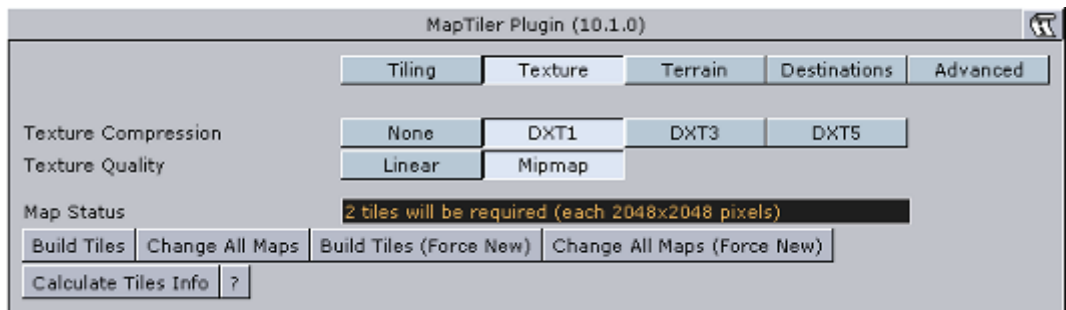 MapTiler Plugin (10.1.0)
Tiling Texture Terrain Destinations Advanced
Texture Compression None DXT1 DXT3 DXT5
Texture Quality Linear Mipmap
Map Status 2 tiles will be required (each 2048x2048 pixels)
Build Tiles Change All Maps Build Tiles (Force New) Change All Maps (Force New)
Calculate Tiles Info ?